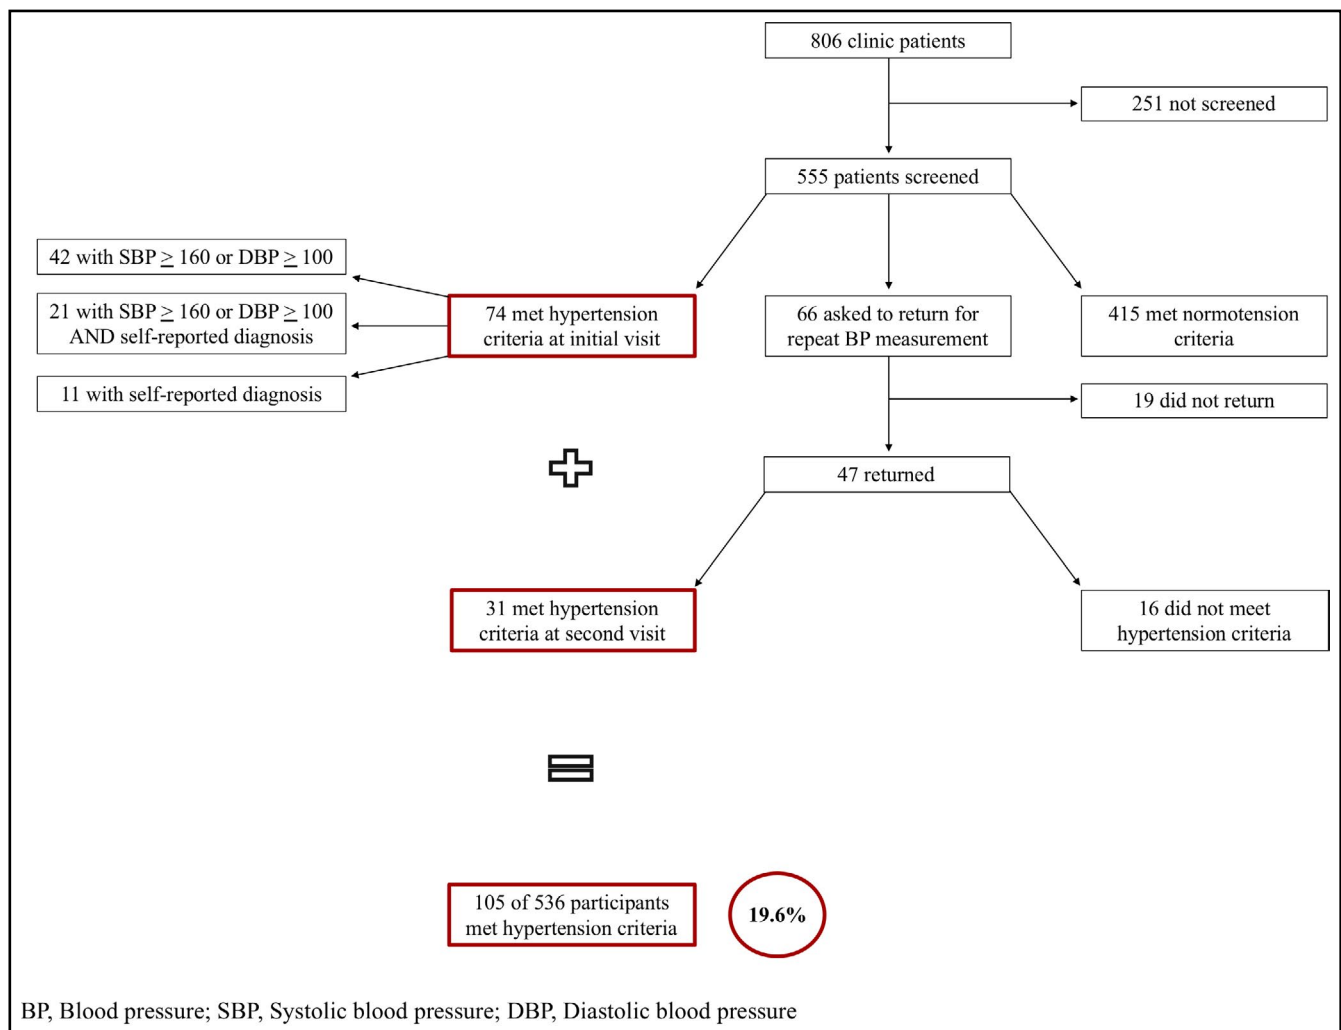 806 clinic patients
251 not screened
555 patients screened
42 with SBP ≥ 160 or DBP ≥ 100
21 with SBP ≥ 160 or DBP ≥ 100
AND self-reported diagnosis
11 with self-reported diagnosis
74 met hypertension
criteria at initial visit
66 asked to return for
repeat BP measurement
415 met normotension
criteria
19 did not return
47 returned
31 met hypertension
criteria at second visit
16 did not meet
hypertension criteria
105 of 536 participants
met hypertension criteria
19.6%
BP, Blood pressure; SBP, Systolic blood pressure; DBP, Diastolic blood pressure